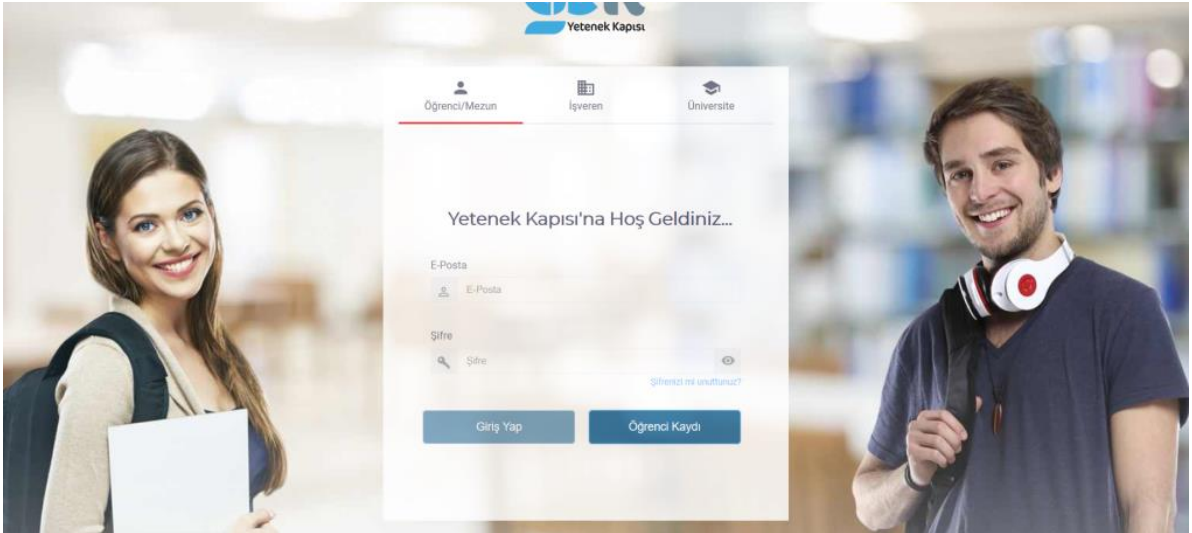 Yetenek Kapısı
Öğrenci/Mezun
İşveren
Üniversite
Yetenek Kapısı'na Hoş Geldiniz...
E-Posta
E-Posta
Şifre
Şifre
Şifrenizi mi unuttunuz?
Giriş Yap
Öğrenci Kaydı